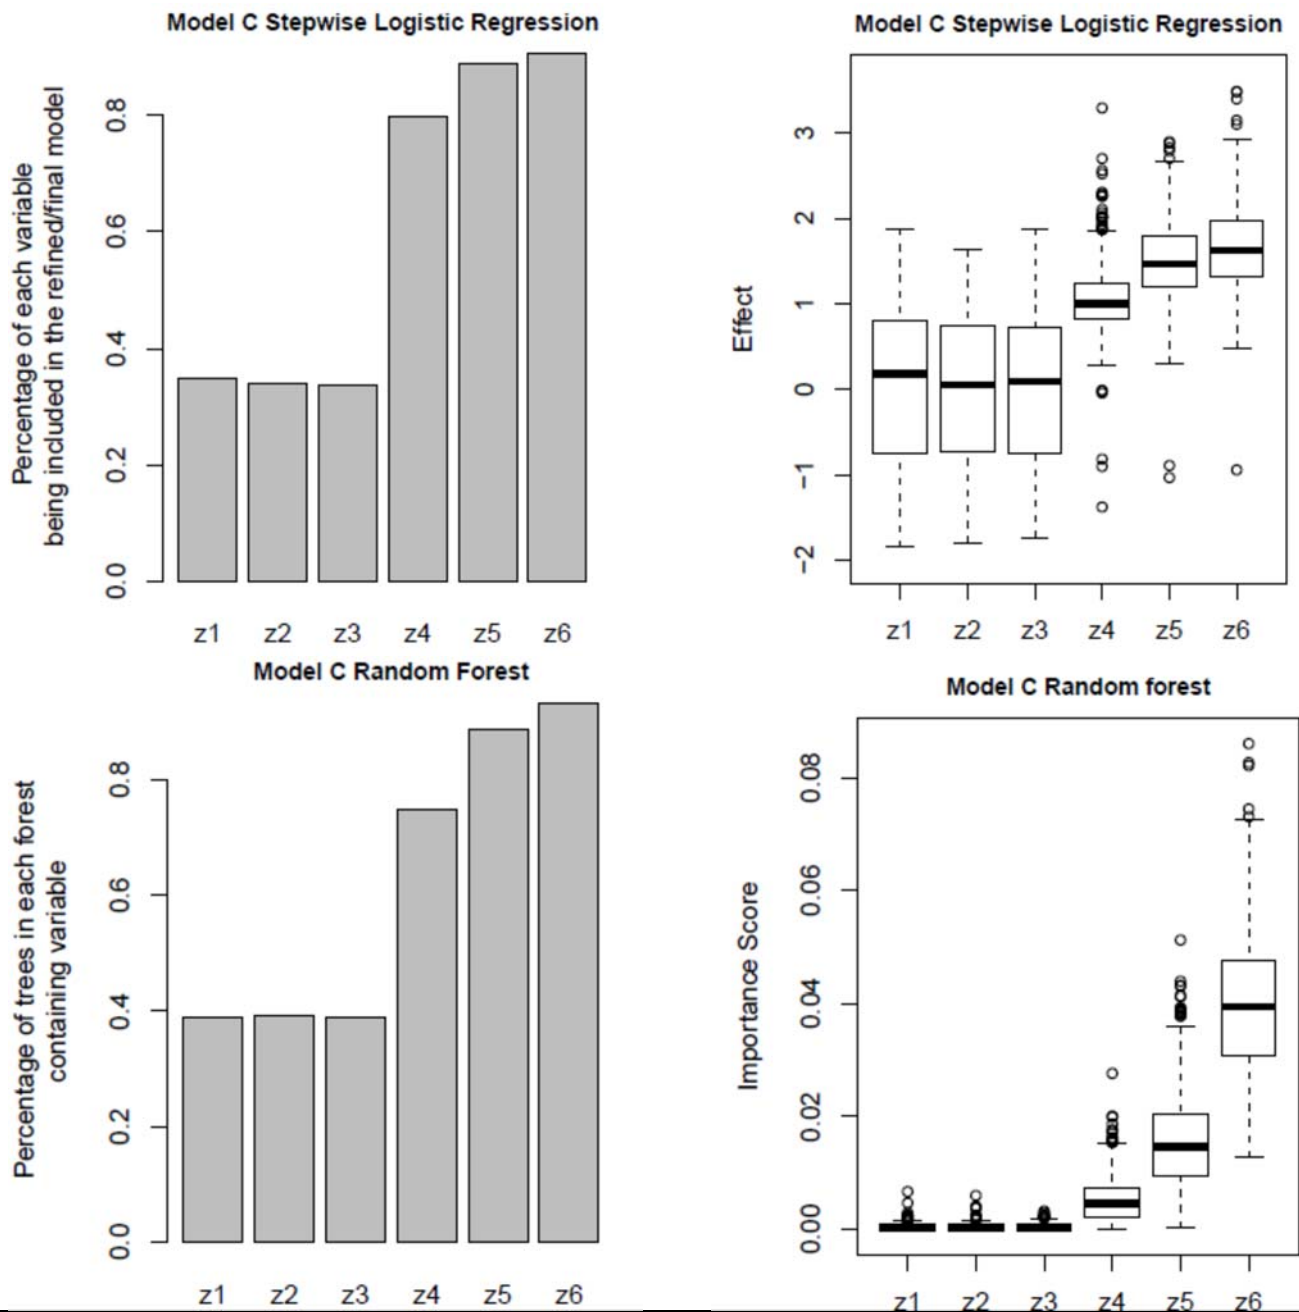 Model C Stepwise Logistic Regression
Percentage of each variable
being included in the refined/final model
0.8
0.6
0.4
0.2
0.0
z1 z2 z3 z4 z5 z6
Model C Stepwise Logistic Regression
Effect
3
2
1
0
−1
−2
z1 z2 z3 z4 z5 z6
Model C Random Forest
Percentage of trees in each forest
containing variable
0.8
0.6
0.4
0.2
0.0
z1 z2 z3 z4 z5 z6
Model C Random forest
Importance Score
0.08
0.06
0.04
0.02
0.00
z1 z2 z3 z4 z5 z6